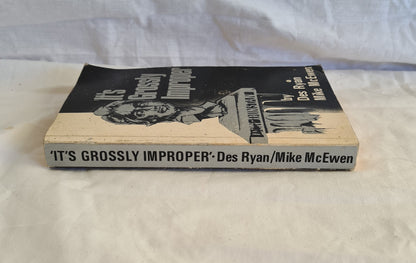 It's
Grossly
Improper
by
Des Ryan
Mike McEwen
'IT'S GROSSLY IMPROPER'· Des Ryan/Mike McEwen